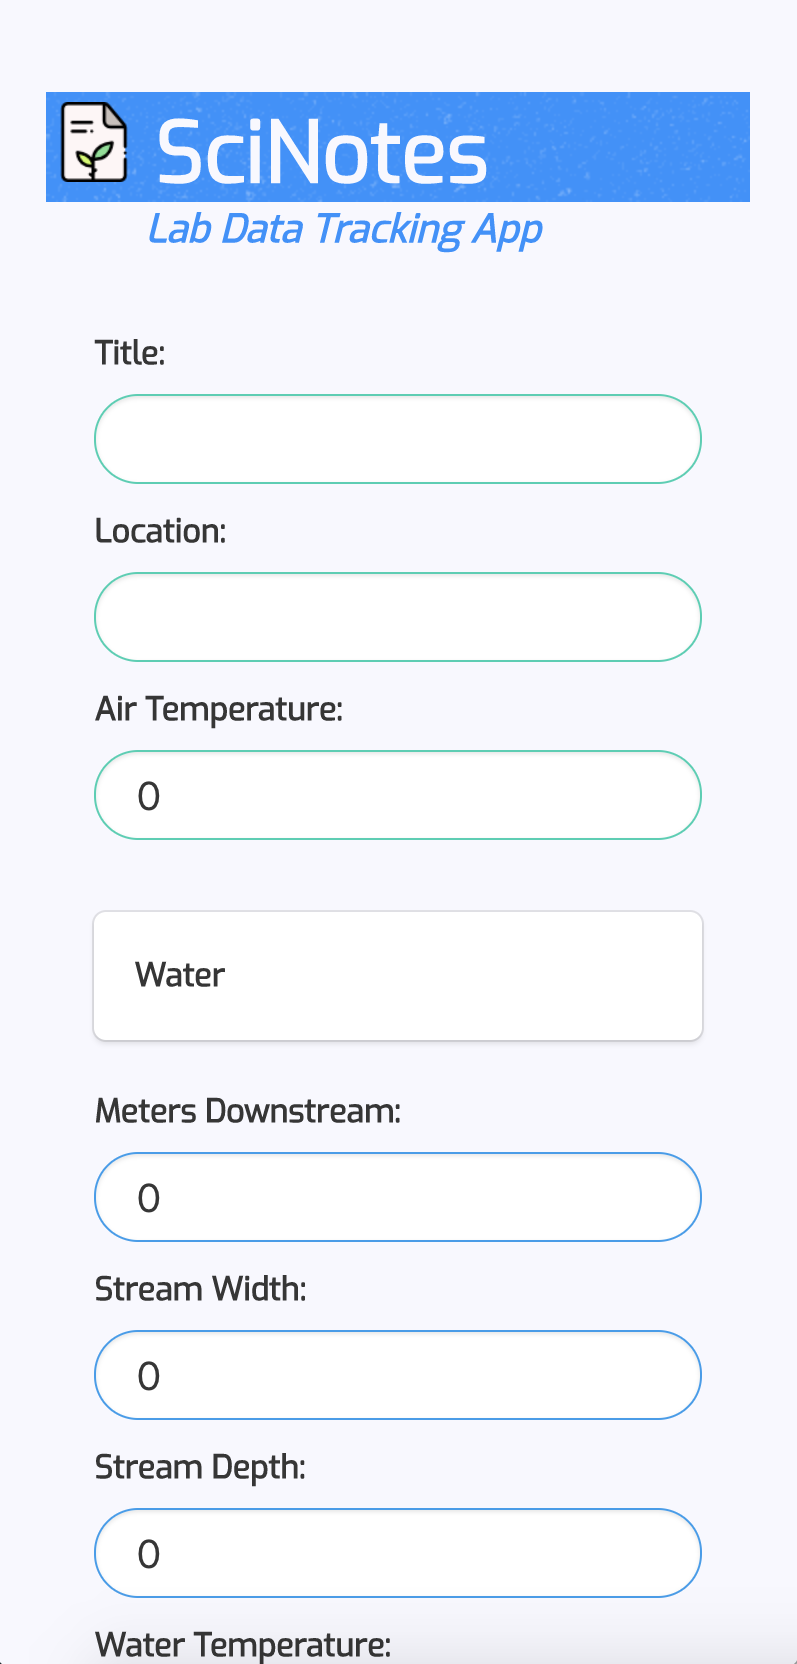 SciNotes
Lab Data Tracking App
Title:
Location:
Air Temperature:
0
Water
Meters Downstream:
0
Stream Width:
0
Stream Depth:
0
Water Temperature: